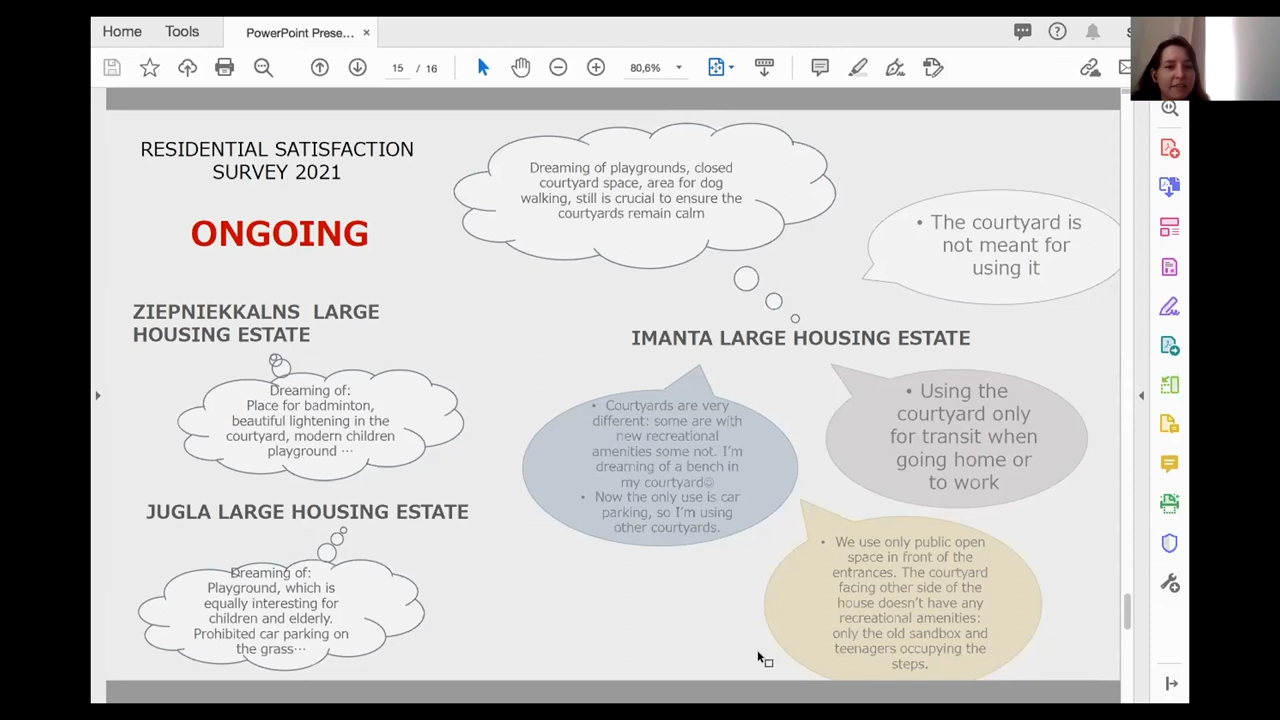 Home Tools PowerPoint Prese... ×
15 / 16 80,6%
RESIDENTIAL SATISFACTION
SURVEY 2021
ONGOING
Dreaming of playgrounds, closed
courtyard space, area for dog
walking, still is crucial to ensure the
courtyards remain calm
• The courtyard is
not meant for
using it
ZIEPNIEKKALNS LARGE
HOUSING ESTATE
Dreaming of:
Place for badminton,
beautiful lightening in the
courtyard, modern children
playground ...
IMANTA LARGE HOUSING ESTATE
• Courtyards are very
different: some are with
new recreational
amenities some not. I'm
dreaming of a bench in
my courtyard☺
• Now the only use is car
parking, so I'm using
other courtyards.
• Using the
courtyard only
for transit when
going home or
to work
JUGLA LARGE HOUSING ESTATE
Dreaming of:
Playground, which is
equally interesting for
children and elderly.
Prohibited car parking on
the grass...
• We use only public open
space in front of the
entrances. The courtyard
facing other side of the
house doesn't have any
recreational amenities:
only the old sandbox and
teenagers occupying the
steps.